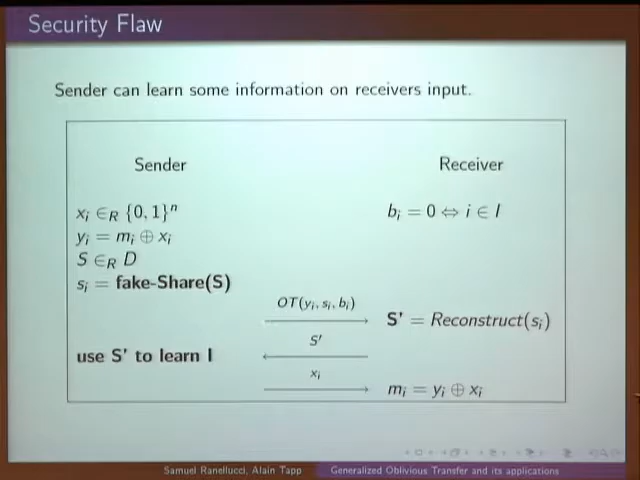 Security Flaw
Sender can learn some information on receivers input.
Sender
Receiver
xᵢ ∈R {0, 1}ⁿ
bᵢ = 0 ⇔ i ∈ I
yᵢ = mᵢ ⊕ xᵢ
S ∈R D
sᵢ = fake-Share(S)
OT(yᵢ, sᵢ, bᵢ)
S' = Reconstruct(sᵢ)
S'
use S' to learn I
xᵢ
mᵢ = yᵢ ⊕ xᵢ
Samuel Ranellucci, Alain Tapp
Generalized Oblivious Transfer and its applications